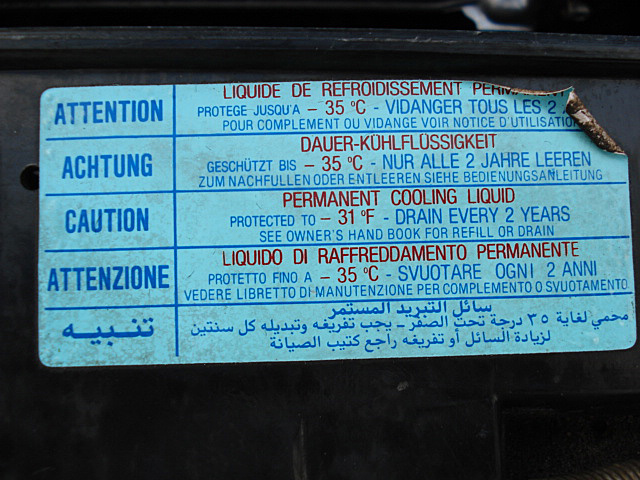 ATTENTION
LIQUIDE DE REFROIDISSEMENT
PROTEGE JUSQU'A - 35 °C - VIDANGER TOUS LES 2
POUR COMPLEMENT OU VIDANGE VOIR NOTICE D'UTILISATION
ACHTUNG
DAUER-KÜHLFLÜSSIGKEIT
GESCHÜTZT BIS - 35 °C - NUR ALLE 2 JAHRE LEEREN
ZUM NACHFULLEN ODER ENTLEEREN SIEHE BEDIENUNGSANLEITUNG
CAUTION
PERMANENT COOLING LIQUID
PROTECTED TO - 31 °F - DRAIN EVERY 2 YEARS
SEE OWNER'S HAND BOOK FOR REFILL OR DRAIN
ATTENZIONE
LIQUIDO DI RAFFREDDAMENTO PERMANENTE
PROTETTO FINO A - 35 °C - SVUOTARE OGNI 2 ANNI
VEDERE LIBRETTO DI MANUTENZIONE PER COMPLEMENTO O SVUOTAMENTO
تنبيه
سائل التبريد المستمر
محمي لغاية ٣٥ درجة تحت الصفر - يجب تفريغه وتبديله كل سنتين
لزيادة السائل أو تفريغه راجع كتيب الصيانة